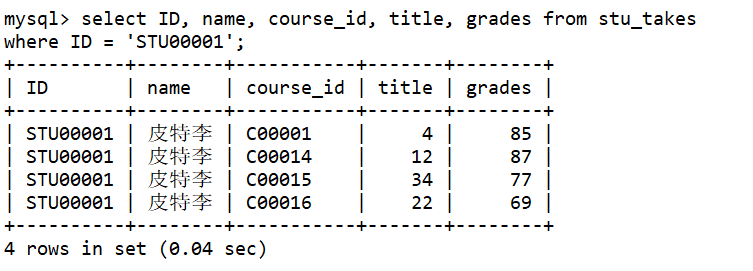 mysql> select ID, name, course_id, title, grades from stu_takes
where ID = 'STU00001';
+----------+--------+-----------+-------+--------+
| ID       | name   | course_id | title | grades |
+----------+--------+-----------+-------+--------+
| STU00001 | 皮特李 | C00001    |     4 |     85 |
| STU00001 | 皮特李 | C00014    |    12 |     87 |
| STU00001 | 皮特李 | C00015    |    34 |     77 |
| STU00001 | 皮特李 | C00016    |    22 |     69 |
+----------+--------+-----------+-------+--------+
4 rows in set (0.04 sec)